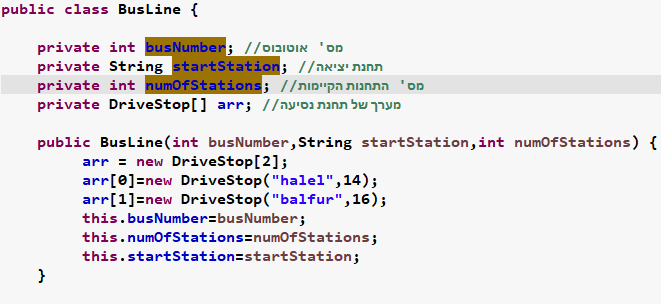 public class BusLine {
private int busNumber; //מס' אוטובוס
private String startStation; //תחנת יציאה
private int numOfStations; //מס' התחנות הקיימות
private DriveStop[] arr; //מערך של תחנת נסיעה
public BusLine(int busNumber,String startStation,int numOfStations) {
arr = new DriveStop[2];
arr[0]=new DriveStop("halel",14);
arr[1]=new DriveStop("balfur",16);
this.busNumber=busNumber;
this.numOfStations=numOfStations;
this.startStation=startStation;
}